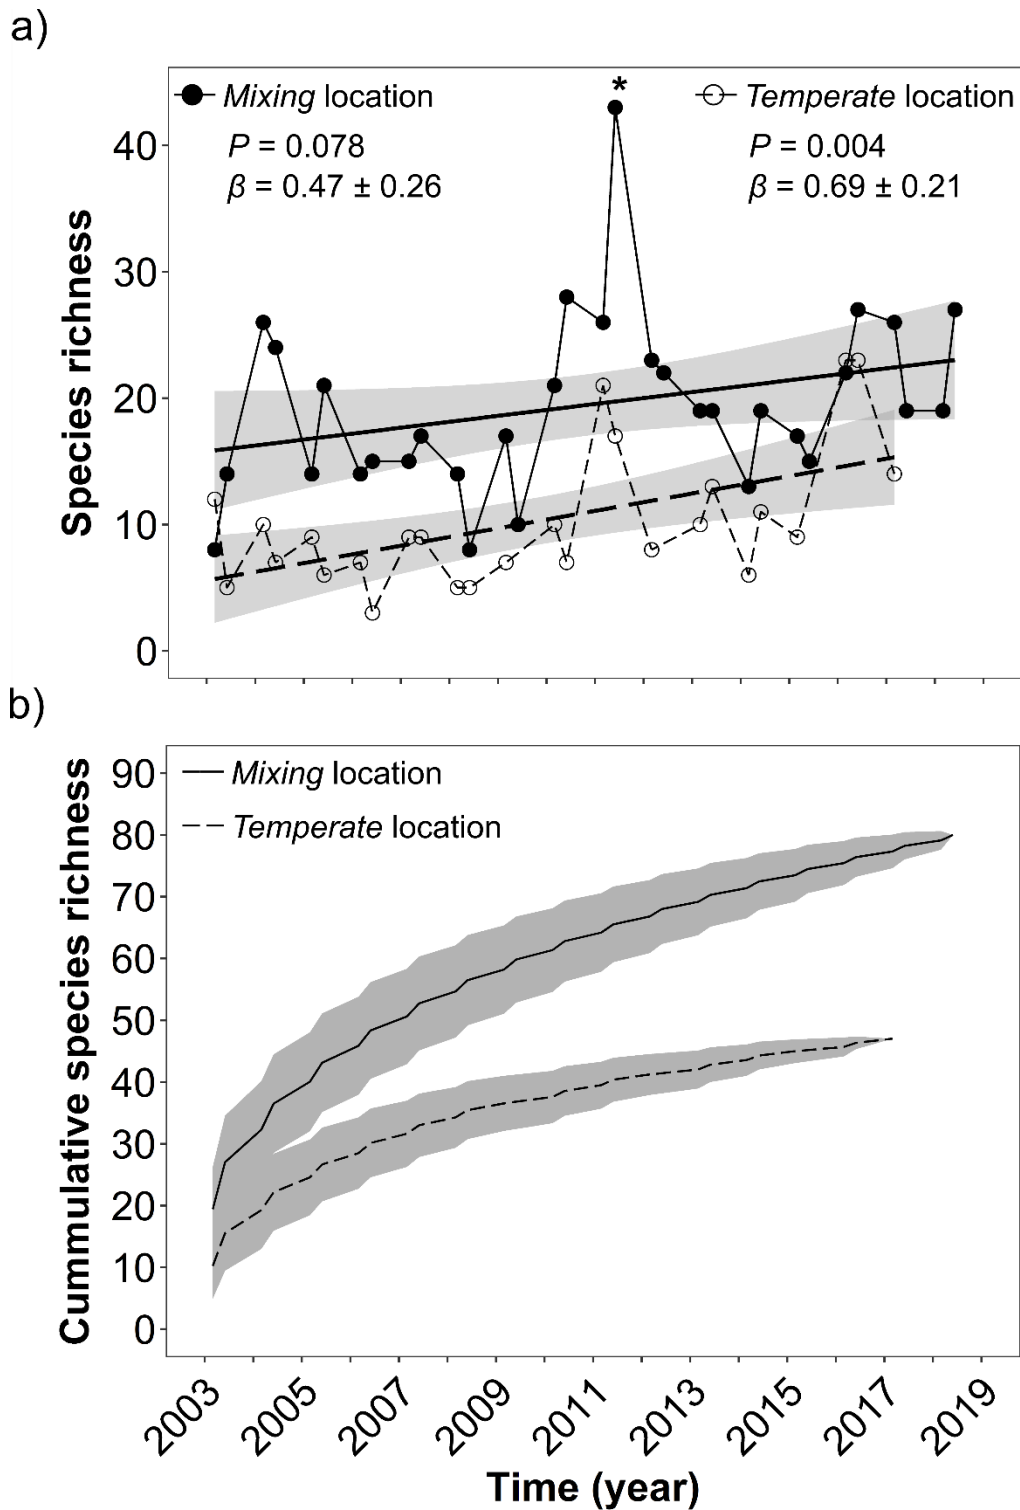 a)
*
Mixing location
Temperate location
P = 0.078
P = 0.004
β = 0.47 ± 0.26
β = 0.69 ± 0.21
Species richness
40
30
20
10
0
b)
Mixing location
Temperate location
Cummulative species richness
90
80
70
60
50
40
30
20
10
0
2003
2005
2007
2009
2011
2013
2015
2017
2019
Time (year)